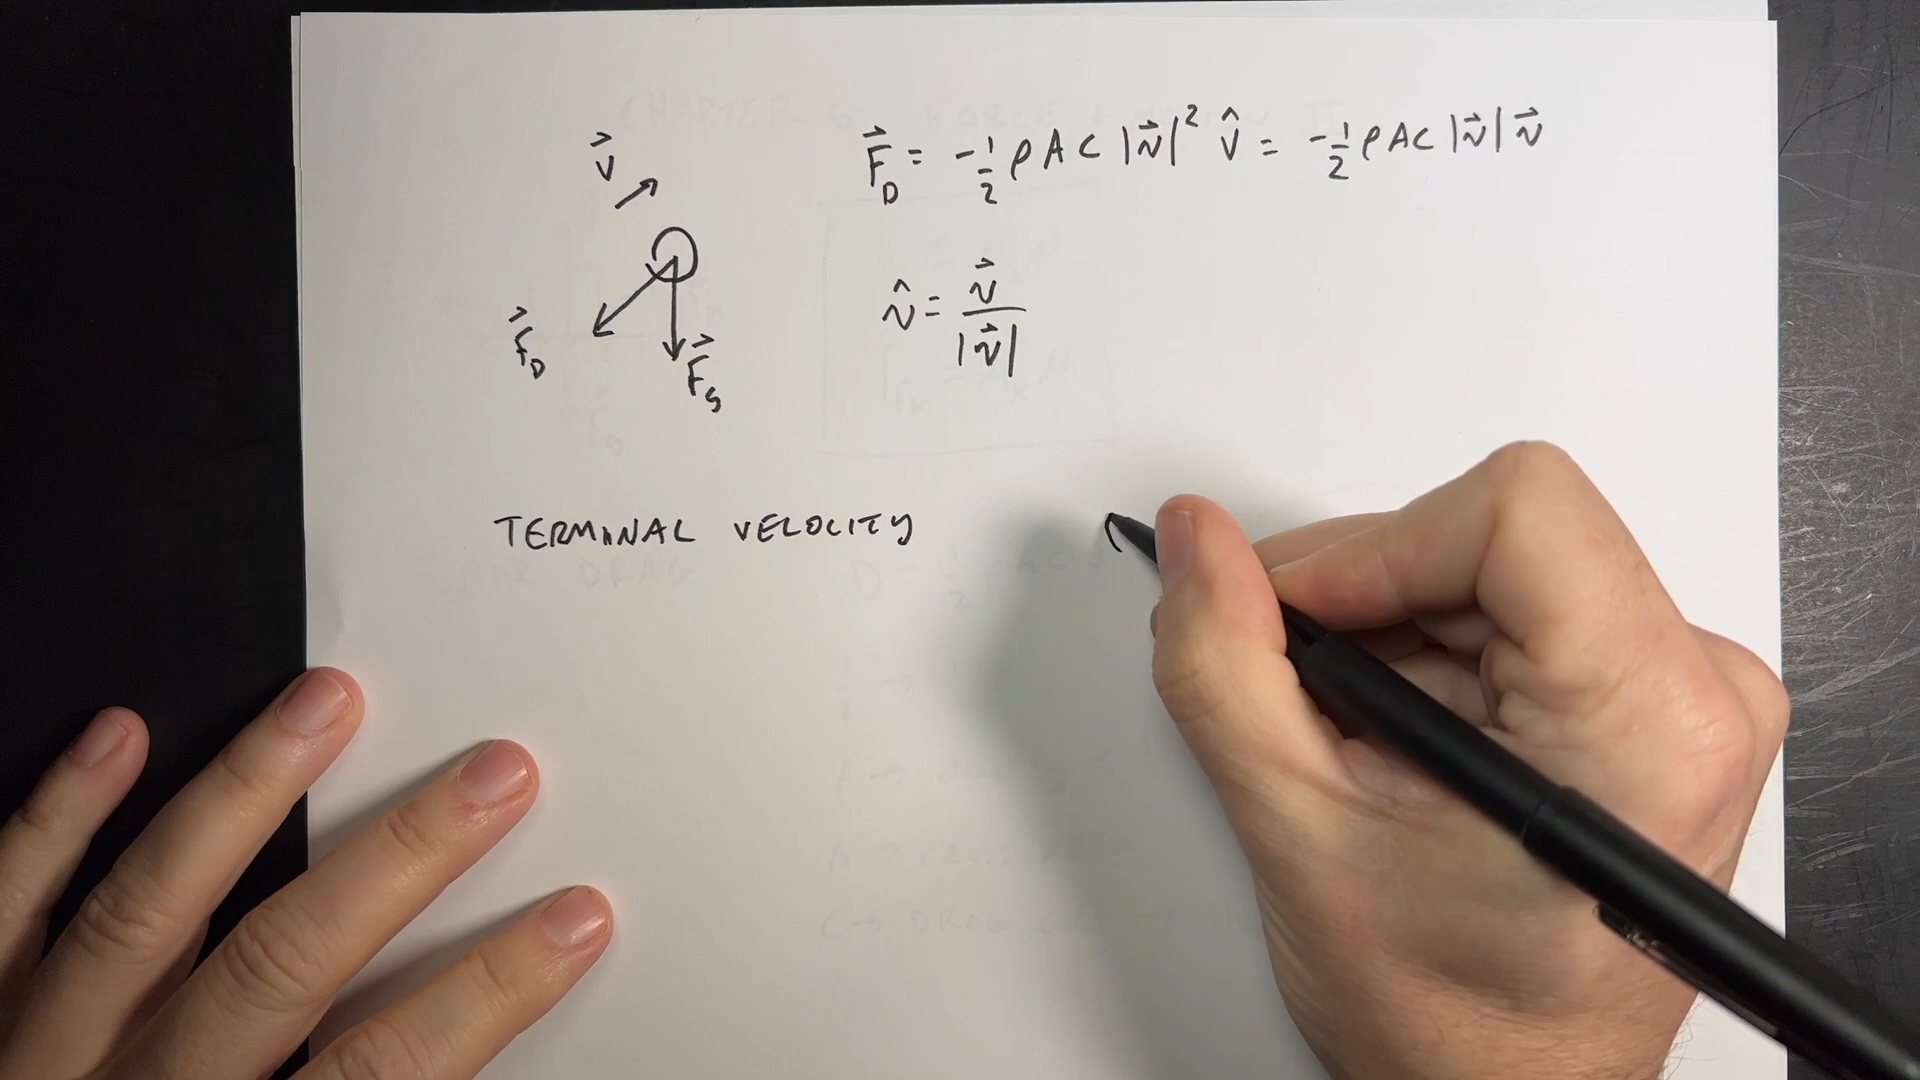 v⃗
F⃗_D = -½ ρ A C |v⃗|² v̂ = -½ ρ A C |v⃗| v⃗
v̂ = v⃗ / |v⃗|
F⃗_D
F⃗_g
TERMINAL VELOCITY